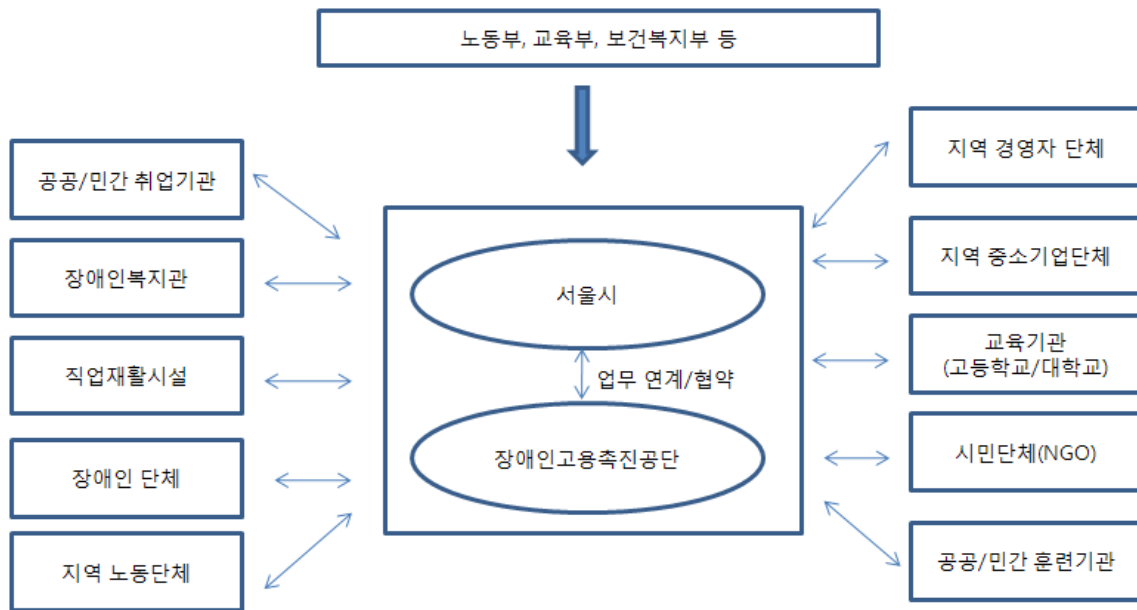 노동부, 교육부, 보건복지부 등
공공/민간 취업기관
장애인복지관
직업재활시설
장애인 단체
지역 노동단체
서울시
업무 연계/협약
장애인고용촉진공단
지역 경영자 단체
지역 중소기업단체
교육기관
(고등학교/대학교)
시민단체(NGO)
공공/민간 훈련기관